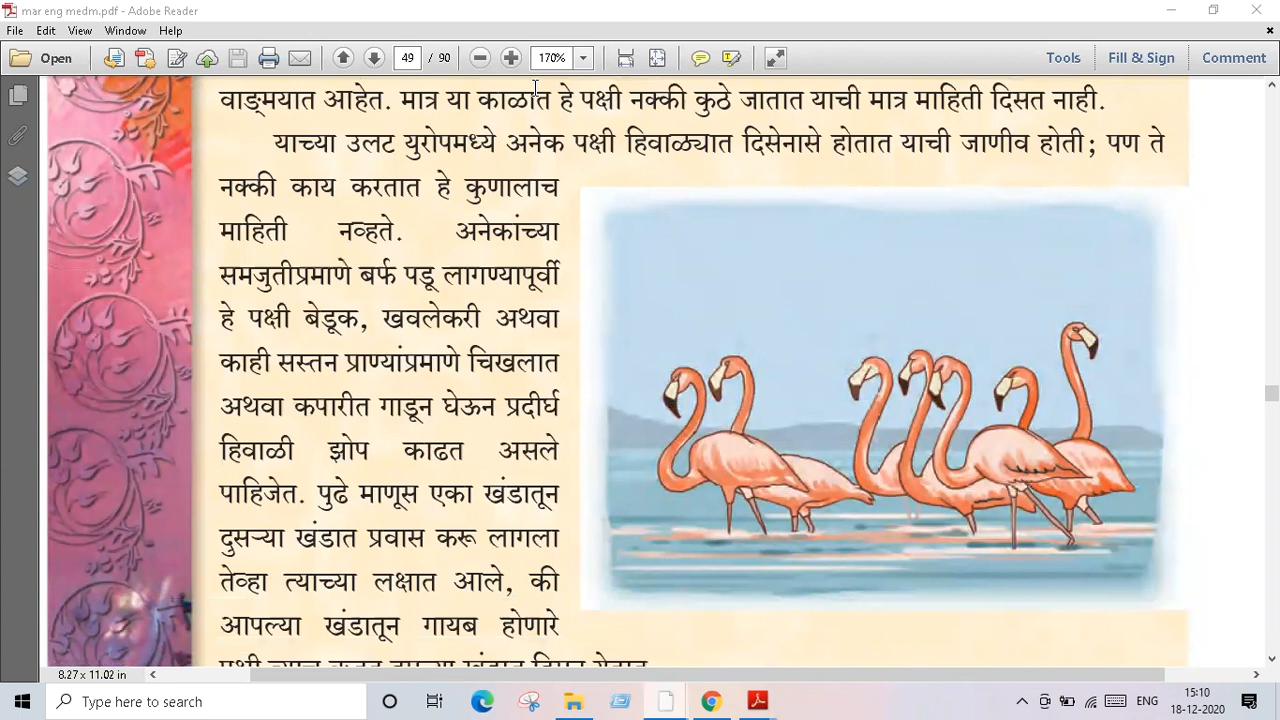 mar eng medm.pdf - Adobe Reader
File Edit View Window Help
Open 49 / 90 170% Tools Fill & Sign Comment
वाङ्‌मयात आहेत. मात्र या काळात हे पक्षी नक्की कुठे जातात याची मात्र माहिती दिसत नाही.
याच्या उलट युरोपमध्ये अनेक पक्षी हिवाळ्यात दिसेनासे होतात याची जाणीव होती; पण ते
नक्की काय करतात हे कुणालाच
माहिती नव्हते. अनेकांच्या
समजुतीप्रमाणे बर्फ पडू लागण्यापूर्वी
हे पक्षी बेडूक, खवलेकरी अथवा
काही सस्तन प्राण्यांप्रमाणे चिखलात
अथवा कपारीत गाडून घेऊन प्रदीर्घ
हिवाळी झोप काढत असले
पाहिजेत. पुढे माणूस एका खंडातून
दुसऱ्या खंडात प्रवास करू लागला
तेव्हा त्याच्या लक्षात आले, की
आपल्या खंडातून गायब होणारे
8.27 x 11.02 in
Type here to search
ENG
15:10
18-12-2020